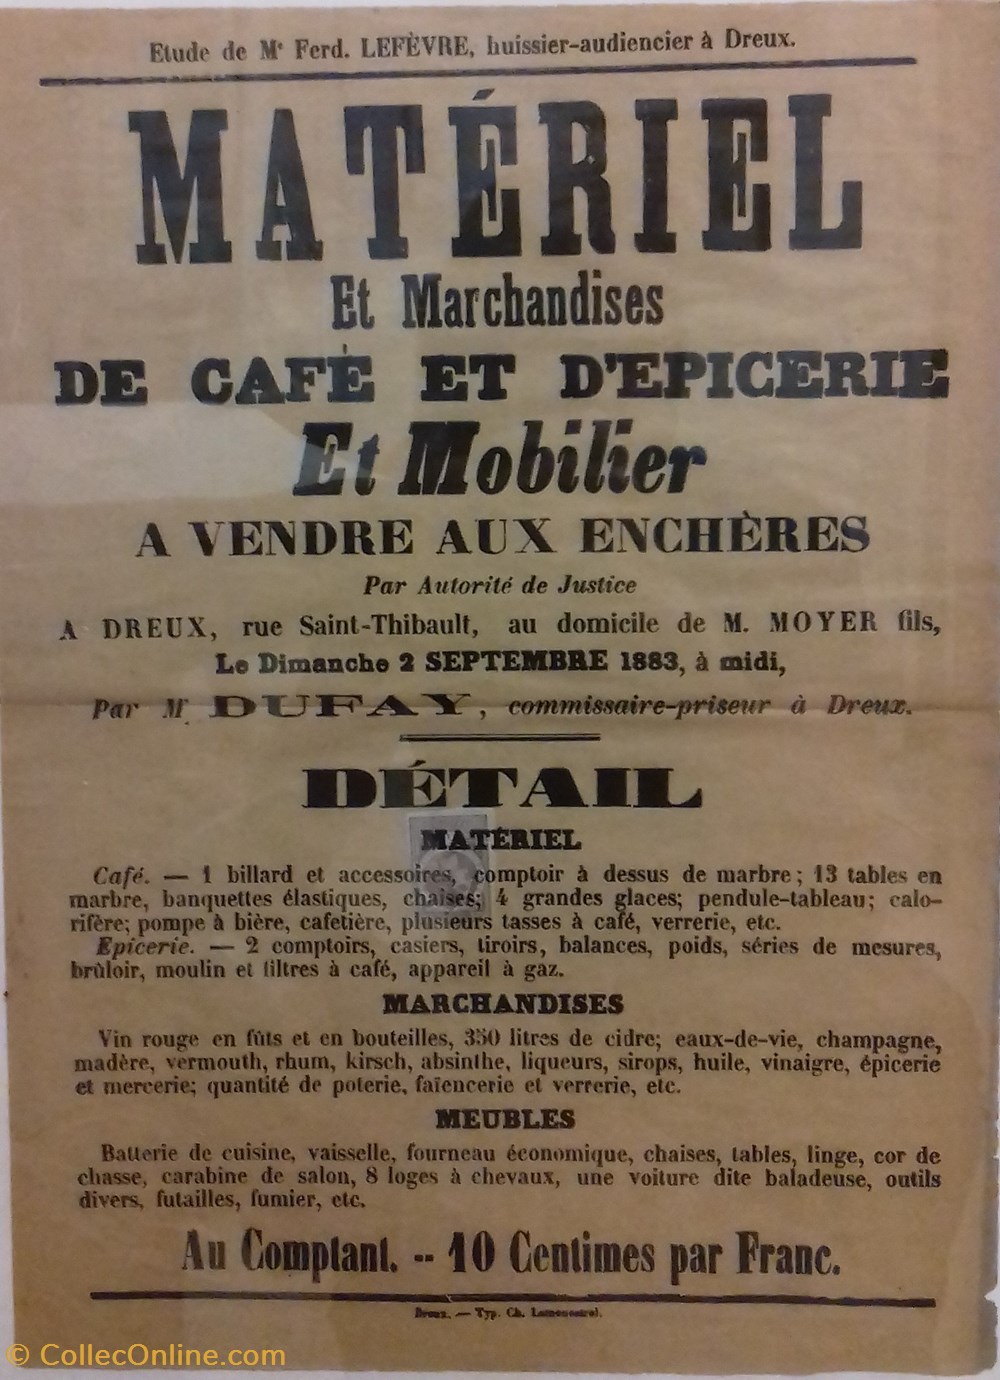 Etude de Me Ferd. LEFÈVRE, huissier-audiencier à Dreux.
MATÉRIEL
Et Marchandises
DE CAFÉ ET D'EPICERIE
Et Mobilier
A VENDRE AUX ENCHÈRES
Par Autorité de Justice
A DREUX, rue Saint-Thibault, au domicile de M. MOYER fils,
Le Dimanche 2 SEPTEMBRE 1883, à midi,
Par Me DUFAY, commissaire-priseur à Dreux.
DÉTAIL
MATÉRIEL
Café. — 1 billard et accessoires, comptoir à dessus de marbre; 13 tables en
marbre, banquettes élastiques, chaises; 4 grandes glaces; pendule-tableau; calo-
rifère; pompe à bière, cafetière, plusieurs tasses à café, verrerie, etc.
Epicerie. — 2 comptoirs, casiers, tiroirs, balances, poids, séries de mesures,
brûloir, moulin et filtres à café, appareil à gaz.
MARCHANDISES
Vin rouge en fûts et en bouteilles, 350 litres de cidre; eaux-de-vie, champagne,
madère, vermouth, rhum, kirsch, absinthe, liqueurs, sirops, huile, vinaigre, épicerie
et mercerie; quantité de poterie, faïencerie et verrerie, etc.
MEUBLES
Batterie de cuisine, vaisselle, fourneau économique, chaises, tables, linge, cor de
chasse, carabine de salon, 8 loges à chevaux, une voiture dite baladeuse, outils
divers, futailles, fumier, etc.
Au Comptant. -- 10 Centimes par Franc.
Dreux. — Typ. Ch.
© CollecOnline.com